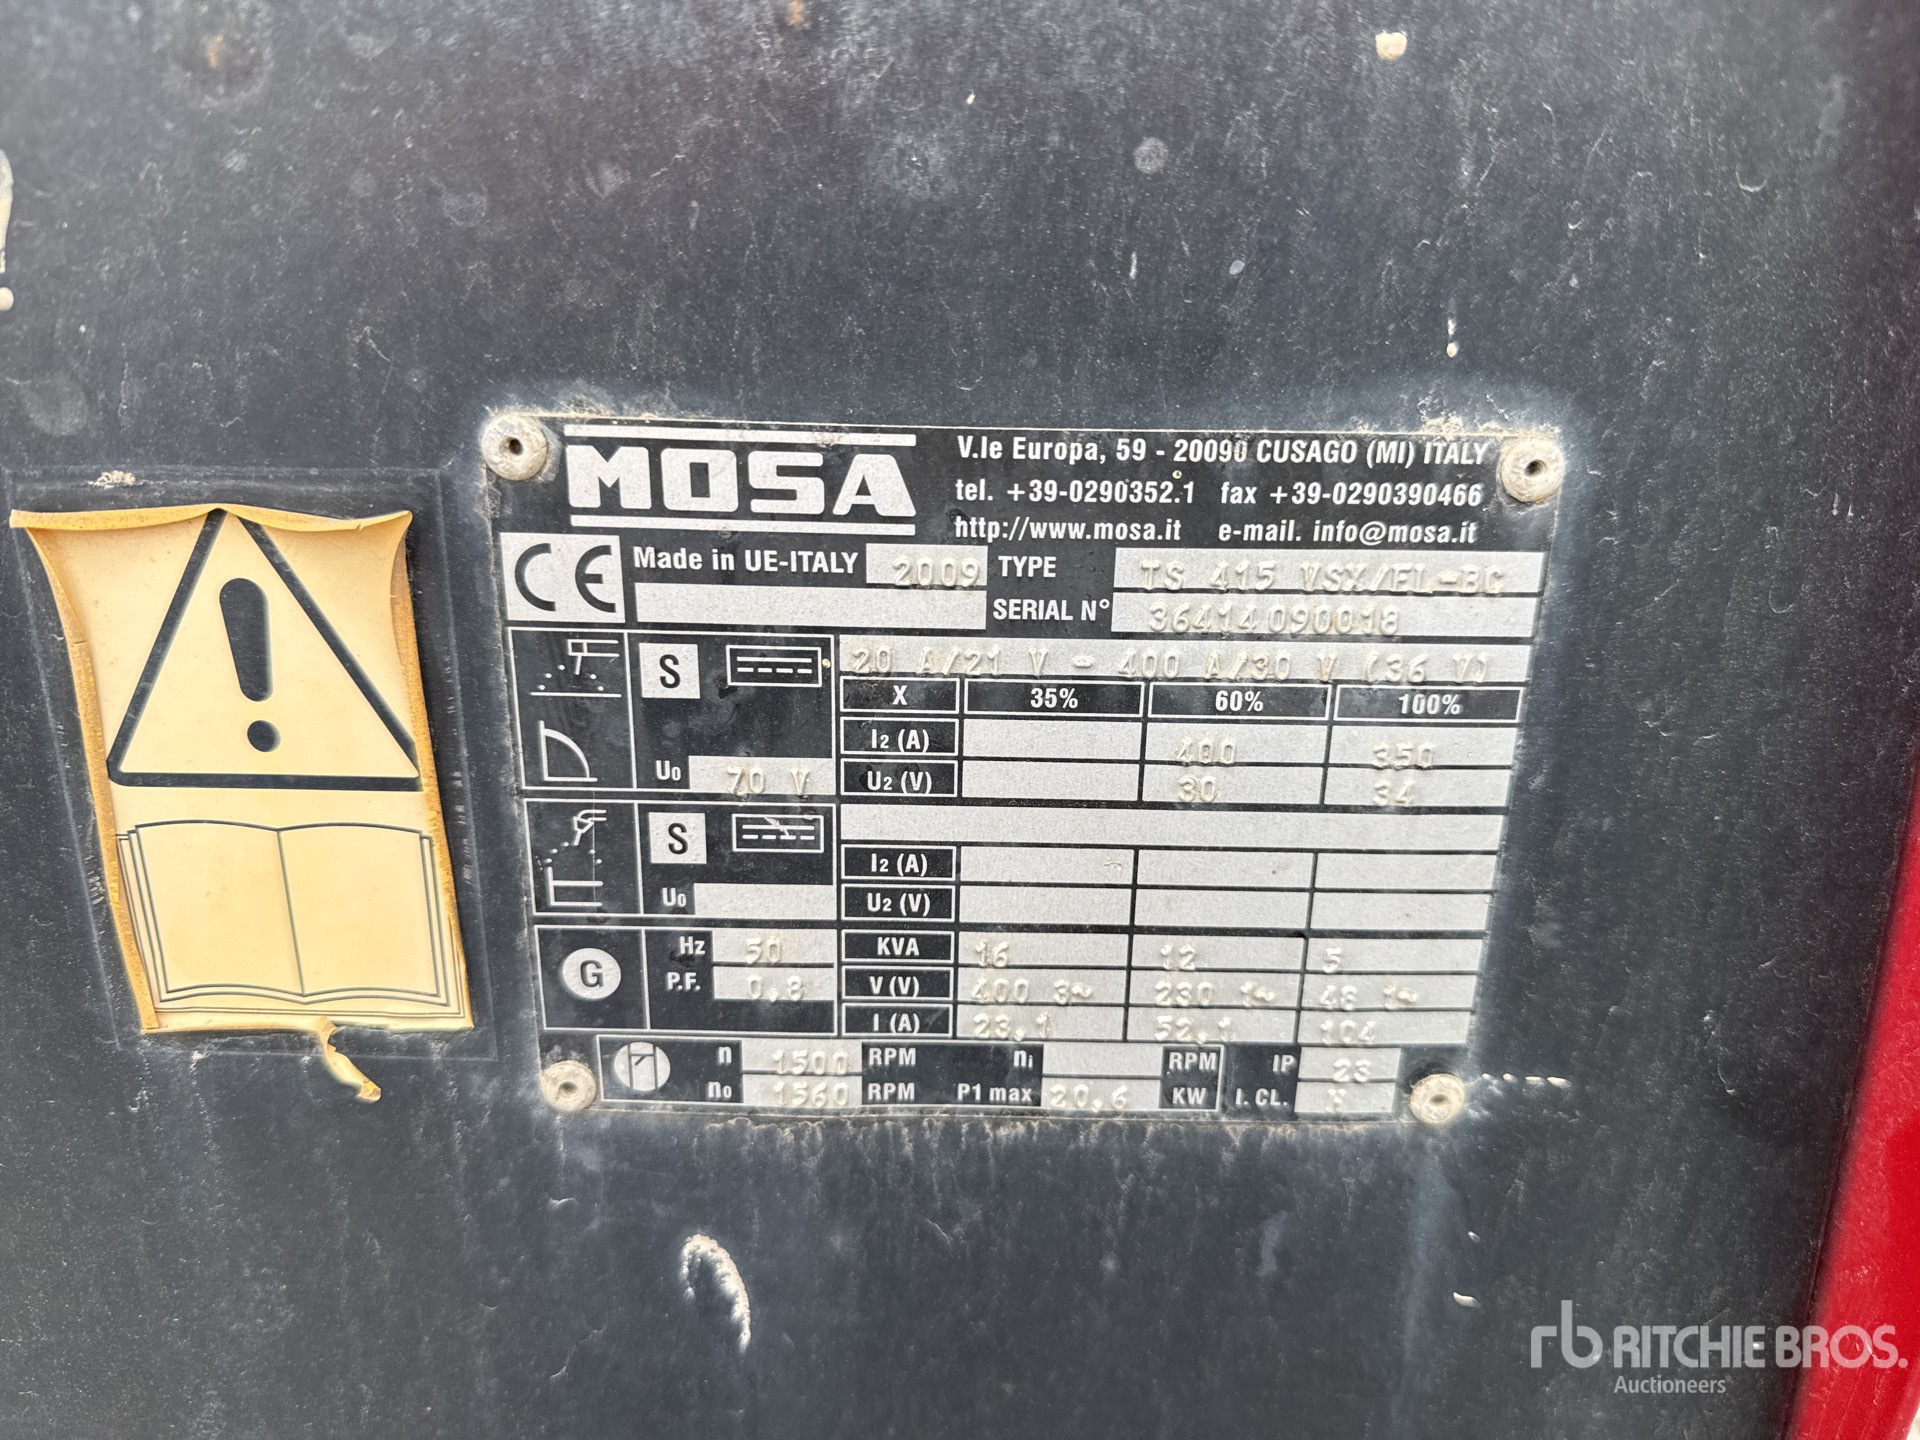 MOSA
V.le Europa, 59 - 20090 CUSAGO (MI) ITALY
tel. +39-0290352.1 fax +39-0290390466
http://www.mosa.it e-mail. info@mosa.it
CE Made in UE-ITALY 2009 TYPE TS 415 VSX/EL-BC
SERIAL N° 36414090018
S 20 A/21 V - 400 A/30 V (36 V)
X 35% 60% 100%
I2 (A) 400 350
U0 70 V U2 (V) 30 34
S
I2 (A)
U0 U2 (V)
G Hz 50 KVA 16 12 5
P.F. 0,8 V (V) 400 3~ 230 1~ 48 1~
I (A) 23,1 52,1 104
n 1500 RPM ni RPM IP 23
n0 1560 RPM P1 max 20,6 KW I. CL.
rb RITCHIE BROS.
Auctioneers